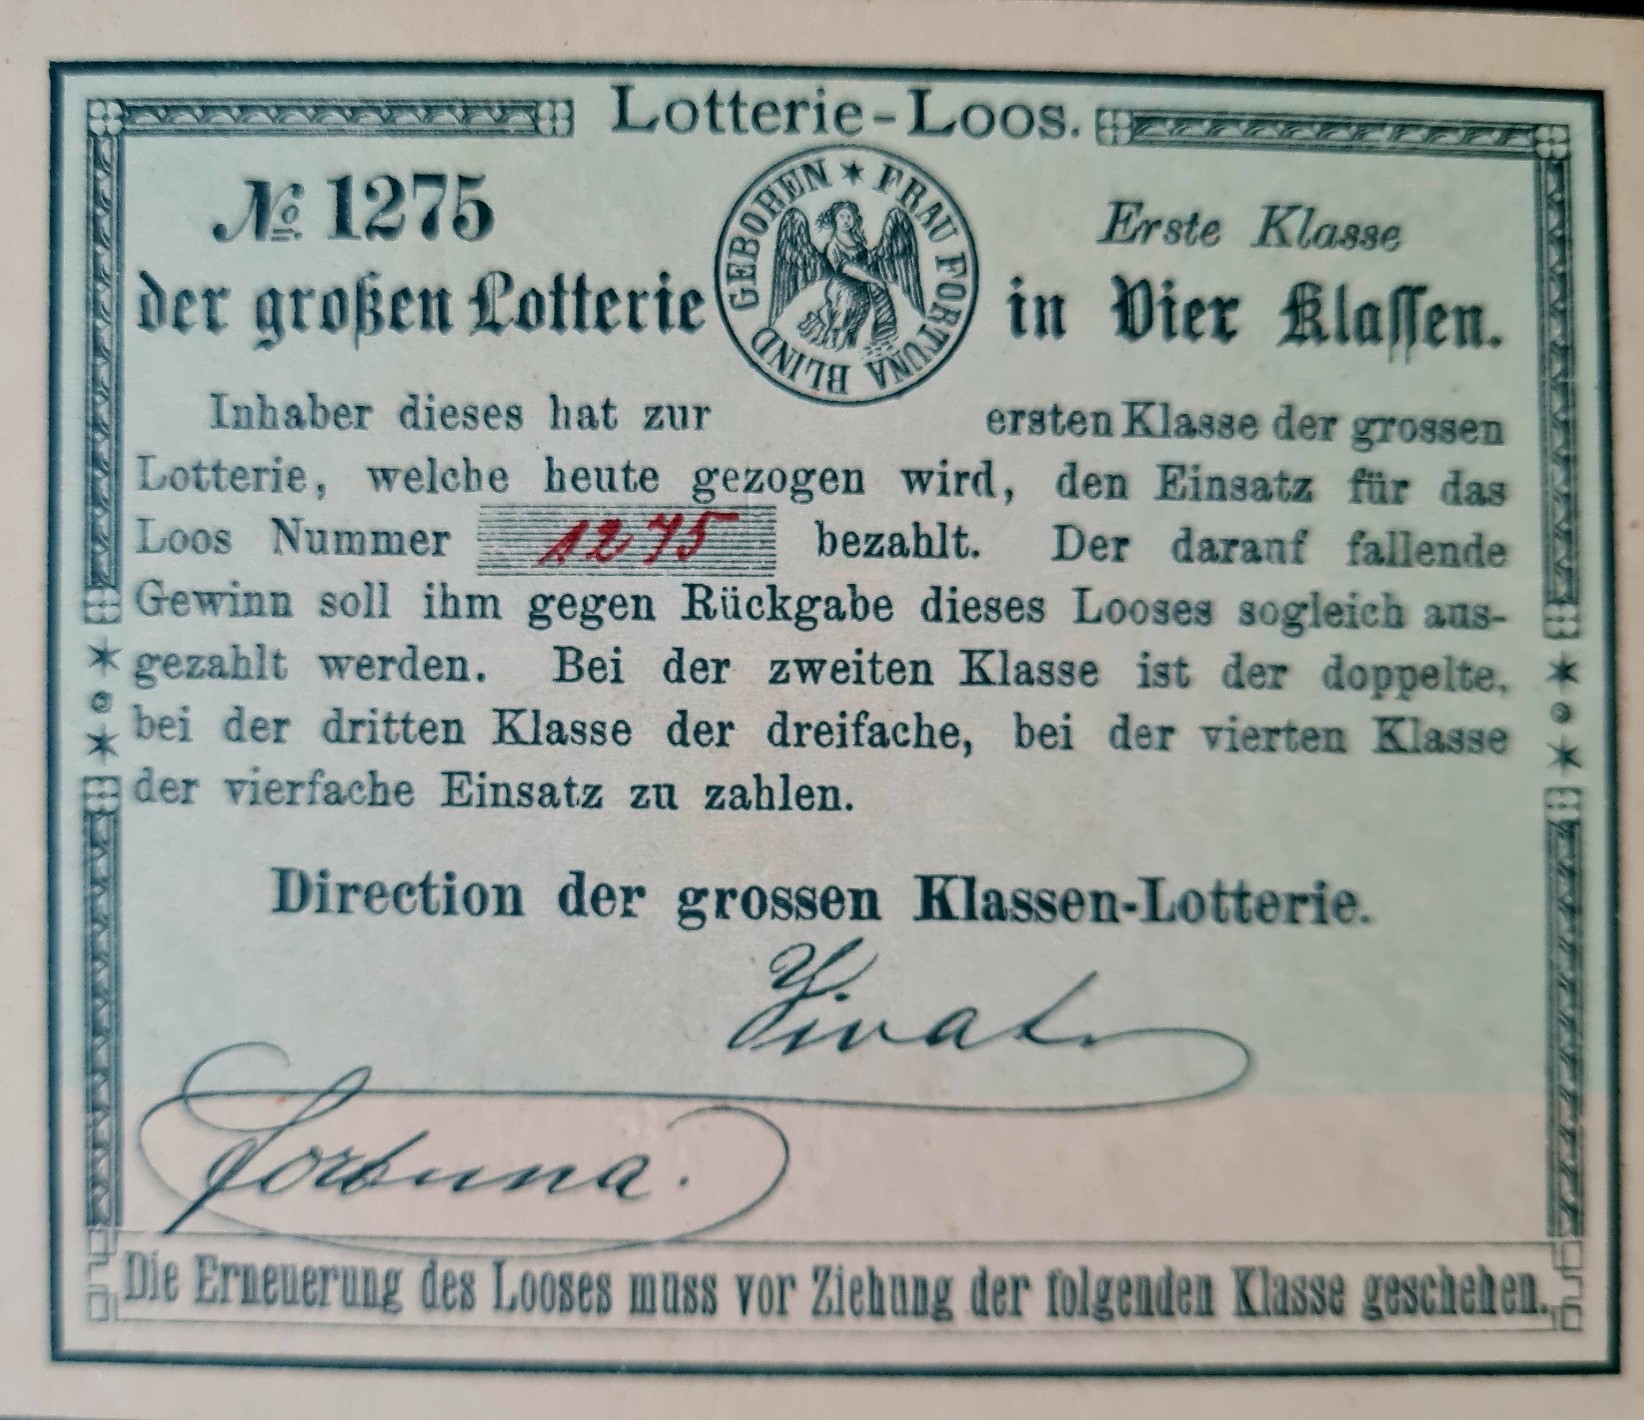 Lotterie-Loos.
№ 1275
GEBOHREN * FRAU FORTUNA BLIND
Erste Klasse
der großen Lotterie in Vier Klassen.
Inhaber dieses hat zur ersten Klasse der grossen
Lotterie, welche heute gezogen wird, den Einsatz für das
Loos Nummer 1275 bezahlt. Der darauf fallende
Gewinn soll ihm gegen Rückgabe dieses Looses sogleich aus-
gezahlt werden. Bei der zweiten Klasse ist der doppelte,
bei der dritten Klasse der dreifache, bei der vierten Klasse
der vierfache Einsatz zu zahlen.
Direction der grossen Klassen-Lotterie.
Vivat
Fortuna.
Die Erneuerung des Looses muss vor Ziehung der folgenden Klasse geschehen.